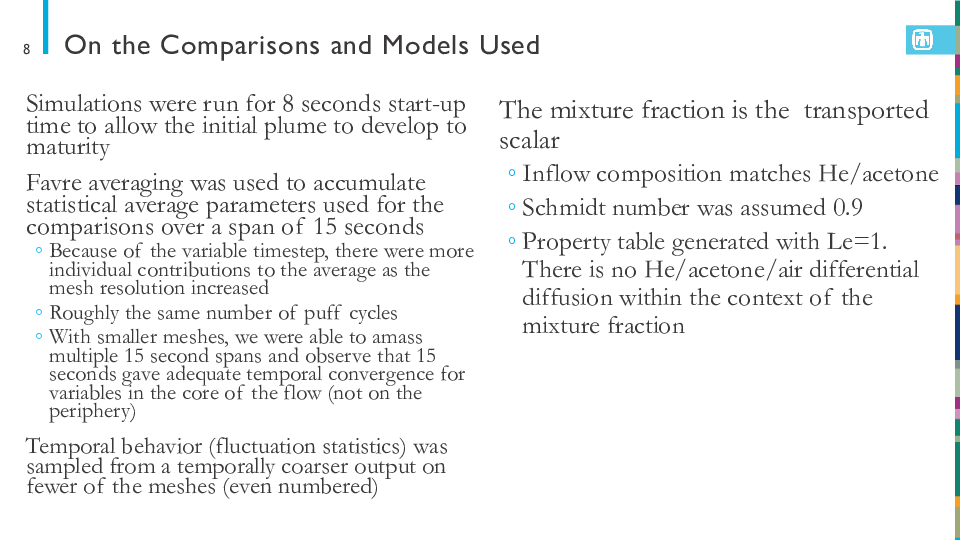 8
On the Comparisons and Models Used
Simulations were run for 8 seconds start-up
time to allow the initial plume to develop to
maturity
Favre averaging was used to accumulate
statistical average parameters used for the
comparisons over a span of 15 seconds
◦ Because of the variable timestep, there were more
individual contributions to the average as the
mesh resolution increased
◦ Roughly the same number of puff cycles
◦ With smaller meshes, we were able to amass
multiple 15 second spans and observe that 15
seconds gave adequate temporal convergence for
variables in the core of the flow (not on the
periphery)
Temporal behavior (fluctuation statistics) was
sampled from a temporally coarser output on
fewer of the meshes (even numbered)
The mixture fraction is the transported
scalar
◦ Inflow composition matches He/acetone
◦ Schmidt number was assumed 0.9
◦ Property table generated with Le=1.
There is no He/acetone/air differential
diffusion within the context of the
mixture fraction